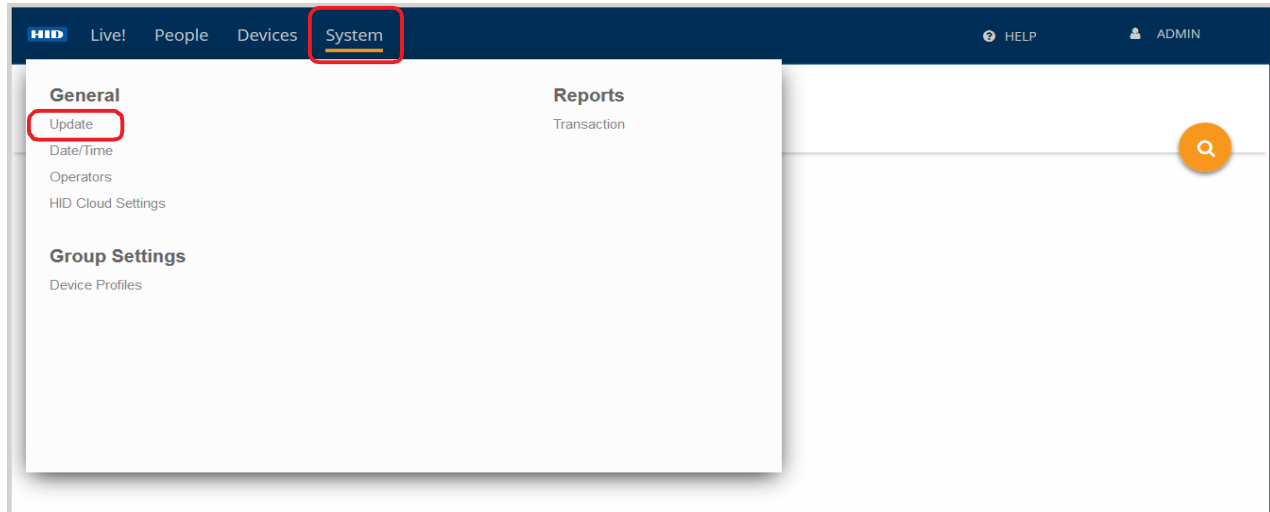 HID Live! People Devices System HELP ADMIN
General
Update
Date/Time
Operators
HID Cloud Settings
Group Settings
Device Profiles
Reports
Transaction